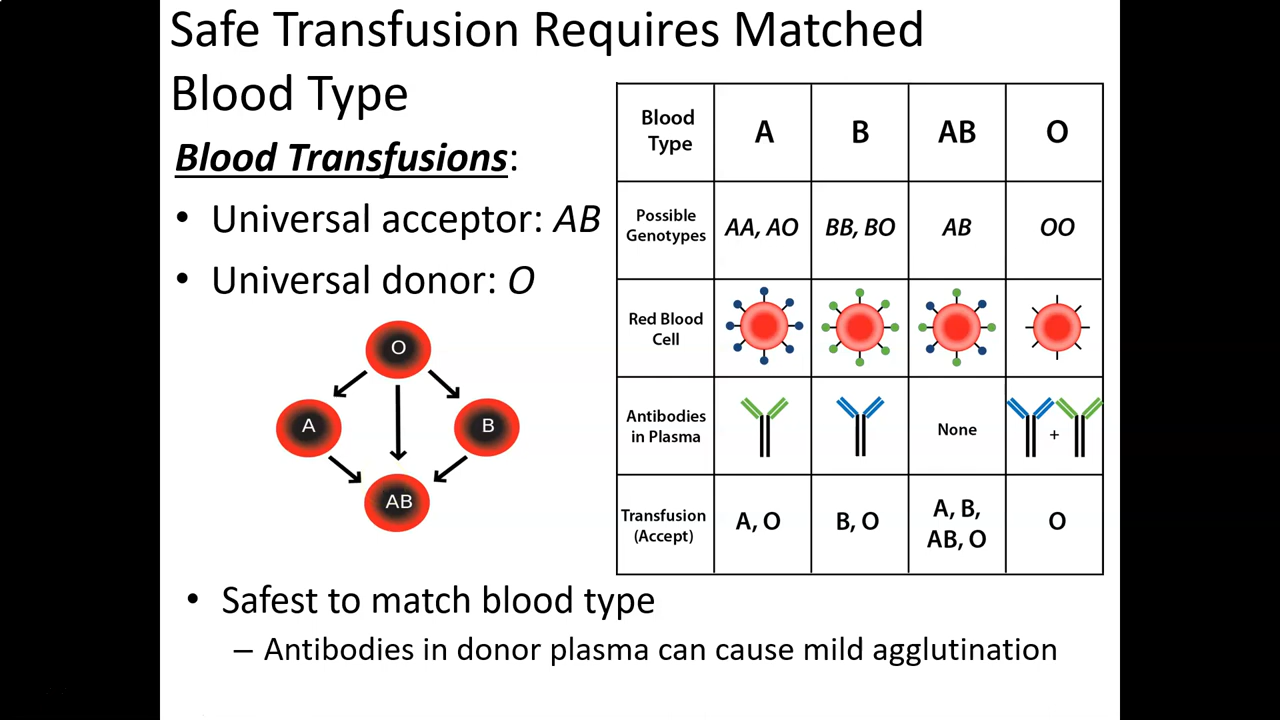 Safe Transfusion Requires Matched
Blood Type
Blood Transfusions:
• Universal acceptor: AB
• Universal donor: O
O
A
B
AB
Blood Type A B AB O
Possible Genotypes AA, AO BB, BO AB OO
Red Blood Cell
Antibodies in Plasma None +
Transfusion (Accept) A, O B, O A, B, AB, O O
• Safest to match blood type
– Antibodies in donor plasma can cause mild agglutination